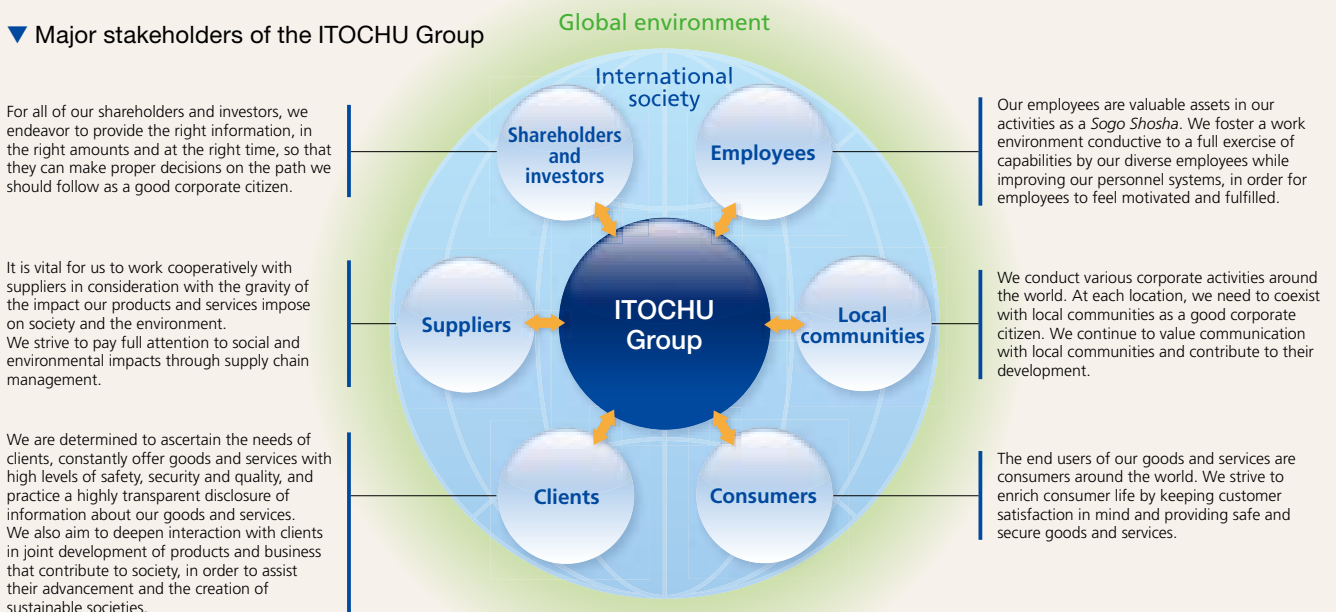 ▼ Major stakeholders of the ITOCHU Group
Global environment
International
society
For all of our shareholders and investors, we
endeavor to provide the right information, in
the right amounts and at the right time, so that
they can make proper decisions on the path we
should follow as a good corporate citizen.
It is vital for us to work cooperatively with
suppliers in consideration with the gravity of
the impact our products and services impose
on society and the environment.
We strive to pay full attention to social and
environmental impacts through supply chain
management.
We are determined to ascertain the needs of
clients, constantly offer goods and services with
high levels of safety, security and quality, and
practice a highly transparent disclosure of
information about our goods and services.
We also aim to deepen interaction with clients
in joint development of products and business
that contribute to society, in order to assist
their advancement and the creation of
sustainable societies.
Shareholders
and
investors
Employees
Suppliers
ITOCHU
Group
Local
communities
Clients
Consumers
Our employees are valuable assets in our
activities as a Sogo Shosha. We foster a work
environment conductive to a full exercise of
capabilities by our diverse employees while
improving our personnel systems, in order for
employees to feel motivated and fulfilled.
We conduct various corporate activities around
the world. At each location, we need to coexist
with local communities as a good corporate
citizen. We continue to value communication
with local communities and contribute to their
development.
The end users of our goods and services are
consumers around the world. We strive to
enrich consumer life by keeping customer
satisfaction in mind and providing safe and
secure goods and services.